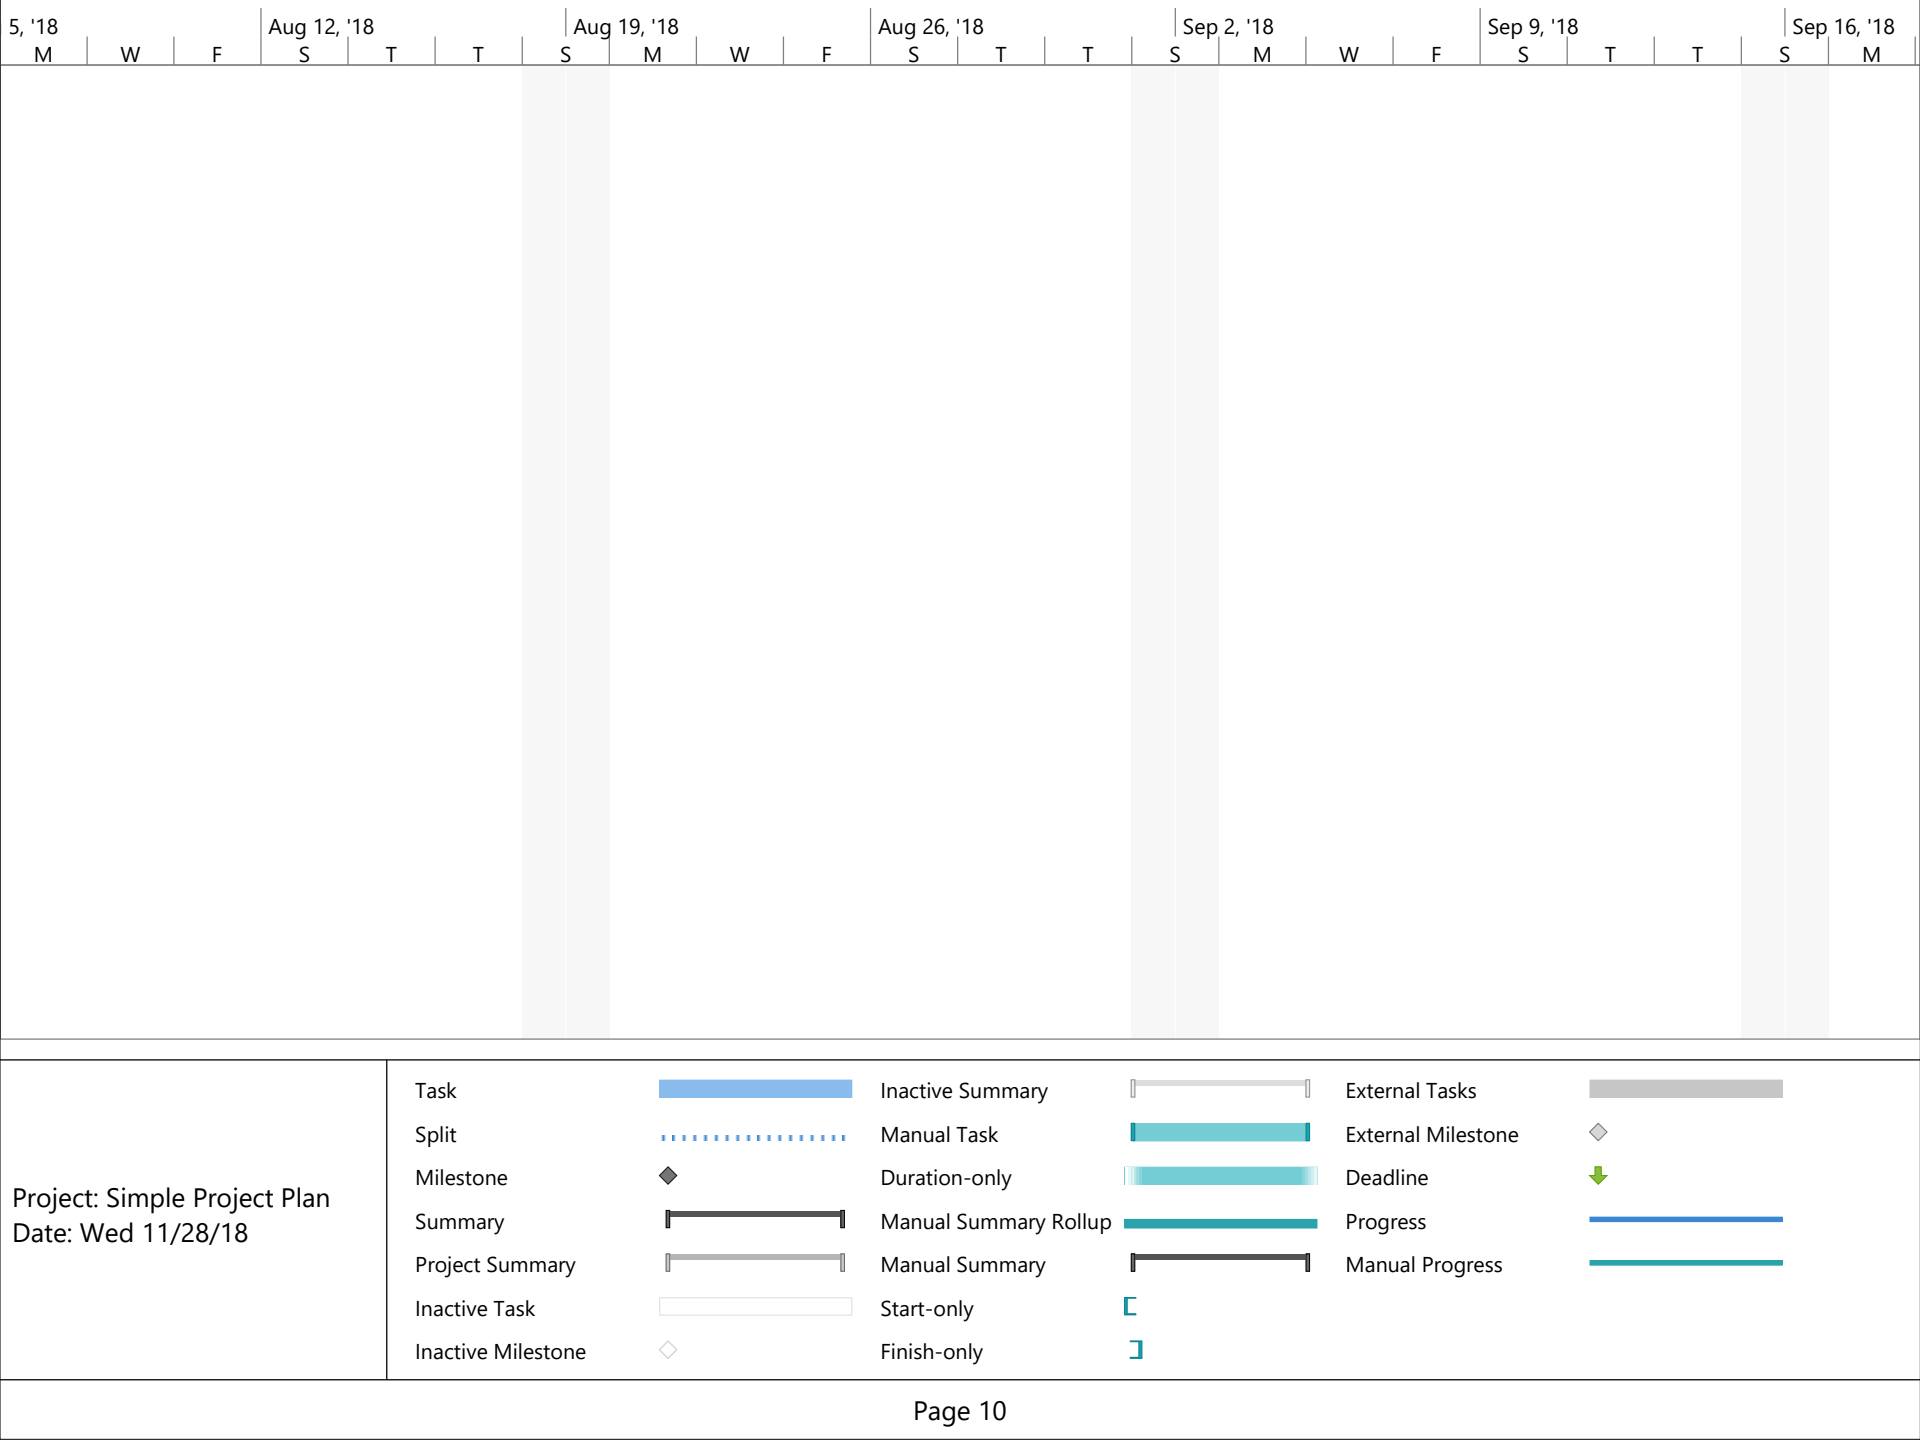 5, '18 Aug 12, '18 Aug 19, '18 Aug 26, '18 Sep 2, '18 Sep 9, '18 Sep 16, '18
M W F S T T S M W F S T T S M W F S T T S M
Task
Split
Milestone
Summary
Project Summary
Inactive Task
Inactive Milestone
Inactive Summary
Manual Task
Duration-only
Manual Summary Rollup
Manual Summary
Start-only
Finish-only
External Tasks
External Milestone
Deadline
Progress
Manual Progress
Project: Simple Project Plan
Date: Wed 11/28/18
Page 10